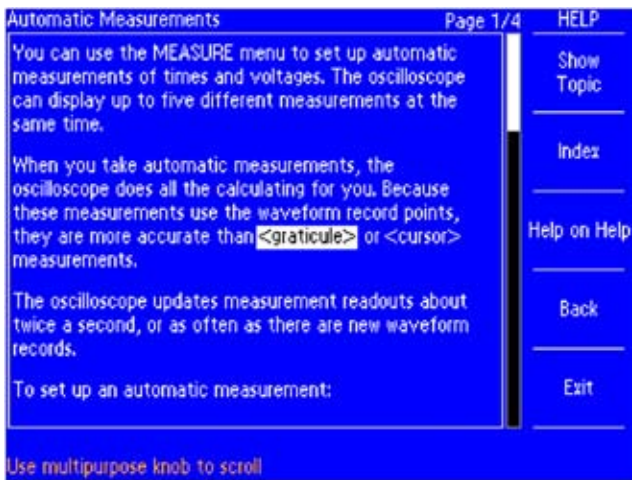 Automatic Measurements Page 1/4 HELP
You can use the MEASURE menu to set up automatic
measurements of times and voltages. The oscilloscope
can display up to five different measurements at the
same time.
When you take automatic measurements, the
oscilloscope does all the calculating for you. Because
these measurements use the waveform record points,
they are more accurate than <graticule> or <cursor>
measurements.
The oscilloscope updates measurement readouts about
twice a second, or as often as there are new waveform
records.
To set up an automatic measurement:
Show
Topic
Index
Help on Help
Back
Exit
Use multipurpose knob to scroll